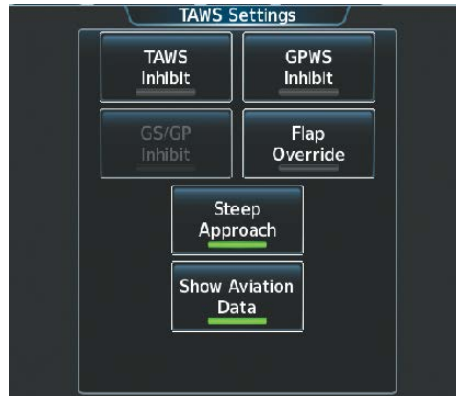 TAWS Settings
TAWS GPWS
Inhibit Inhibit
GS/GP Flap
Inhibit Override
Steep
Approach
Show Aviation
Data